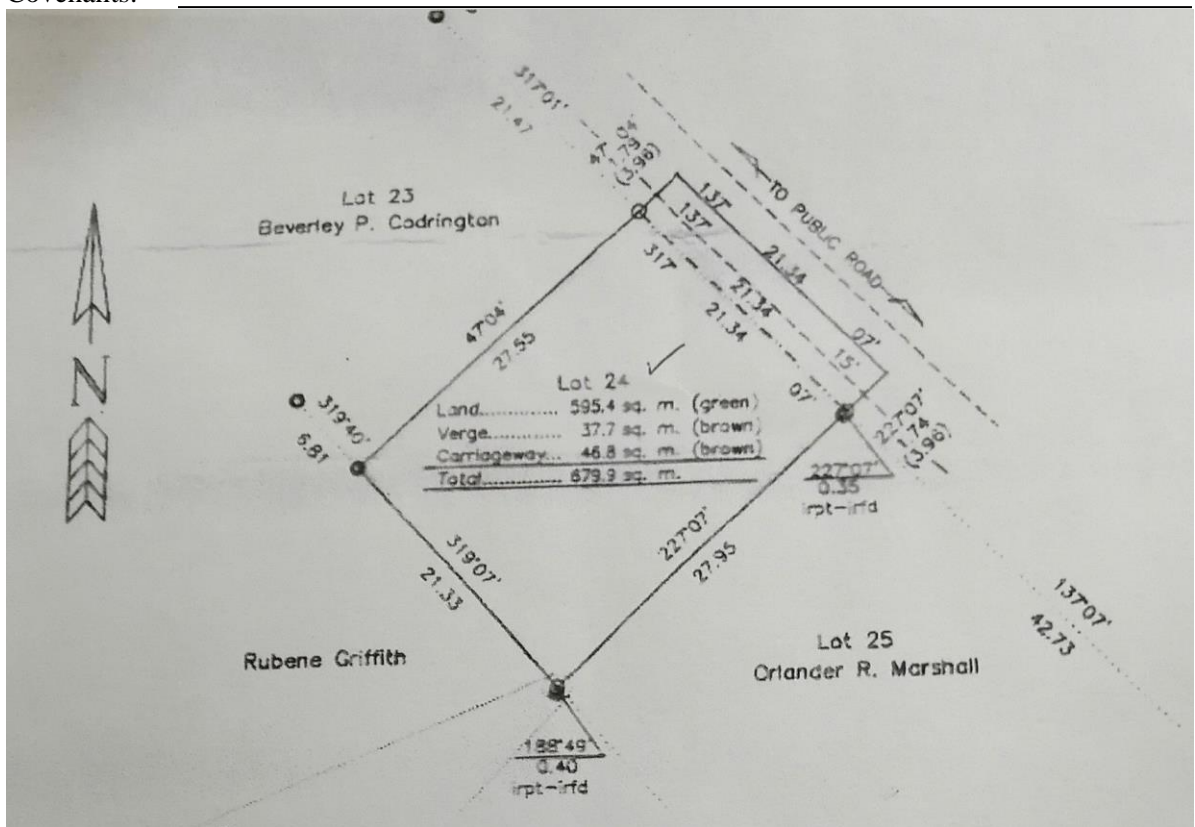 Covenants:
317°01'
21.47
47°04'
1.79
(3.96)
TO PUBLIC ROAD
Lot 23
Beverley P. Codrington
137°
21.34
07'
137°
21.34
15'
317°
21.34
07'
N
47°04'
27.55
319°40'
6.81
Lot 24
Land.............. 595.4 sq. m. (green)
Verge............. 37.7 sq. m. (brown)
Carriageway... 46.8 sq. m. (brown)
Total.............. 679.9 sq. m.
227°07'
1.74
(3.96)
227°07'
0.35
irpt-irfd
319°07'
21.33
227°07'
27.95
137°07'
42.73
Rubene Griffith
Lot 25
Orlander R. Marshall
188°49'
0.40
irpt-irfd